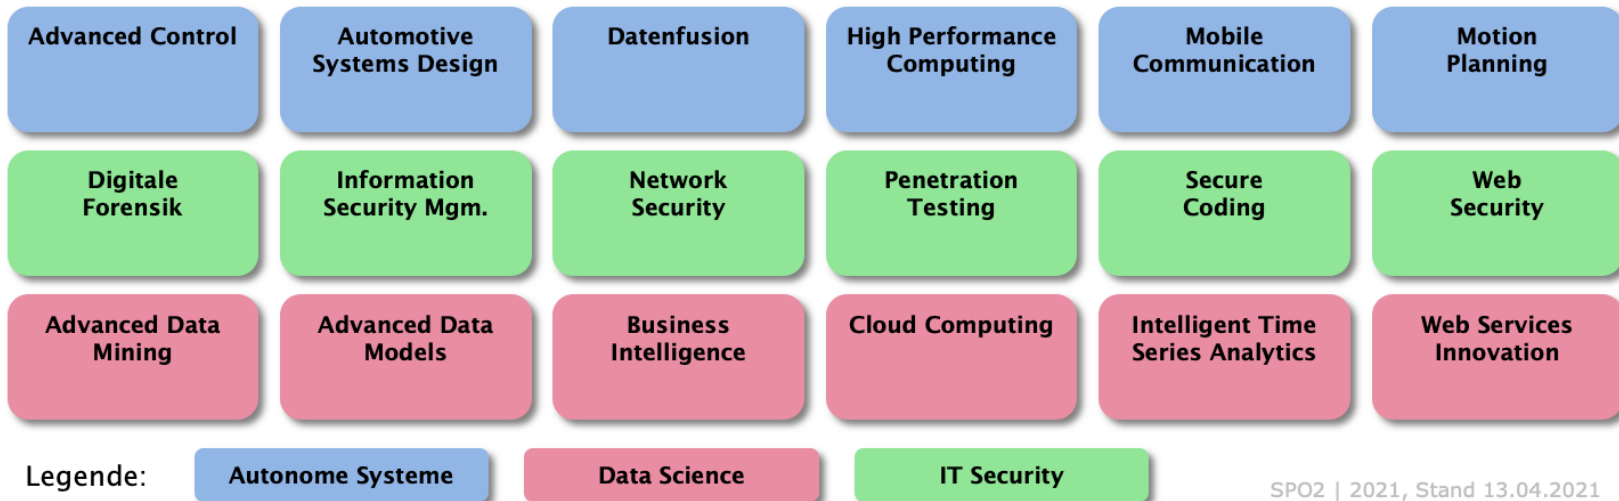 Advanced Control
Automotive
Systems Design
Datenfusion
High Performance
Computing
Mobile
Communication
Motion
Planning
Digitale
Forensik
Information
Security Mgm.
Network
Security
Penetration
Testing
Secure
Coding
Web
Security
Advanced Data
Mining
Advanced Data
Models
Business
Intelligence
Cloud Computing
Intelligent Time
Series Analytics
Web Services
Innovation
Legende:
Autonome Systeme
Data Science
IT Security
SPO2 | 2021, Stand 13.04.2021